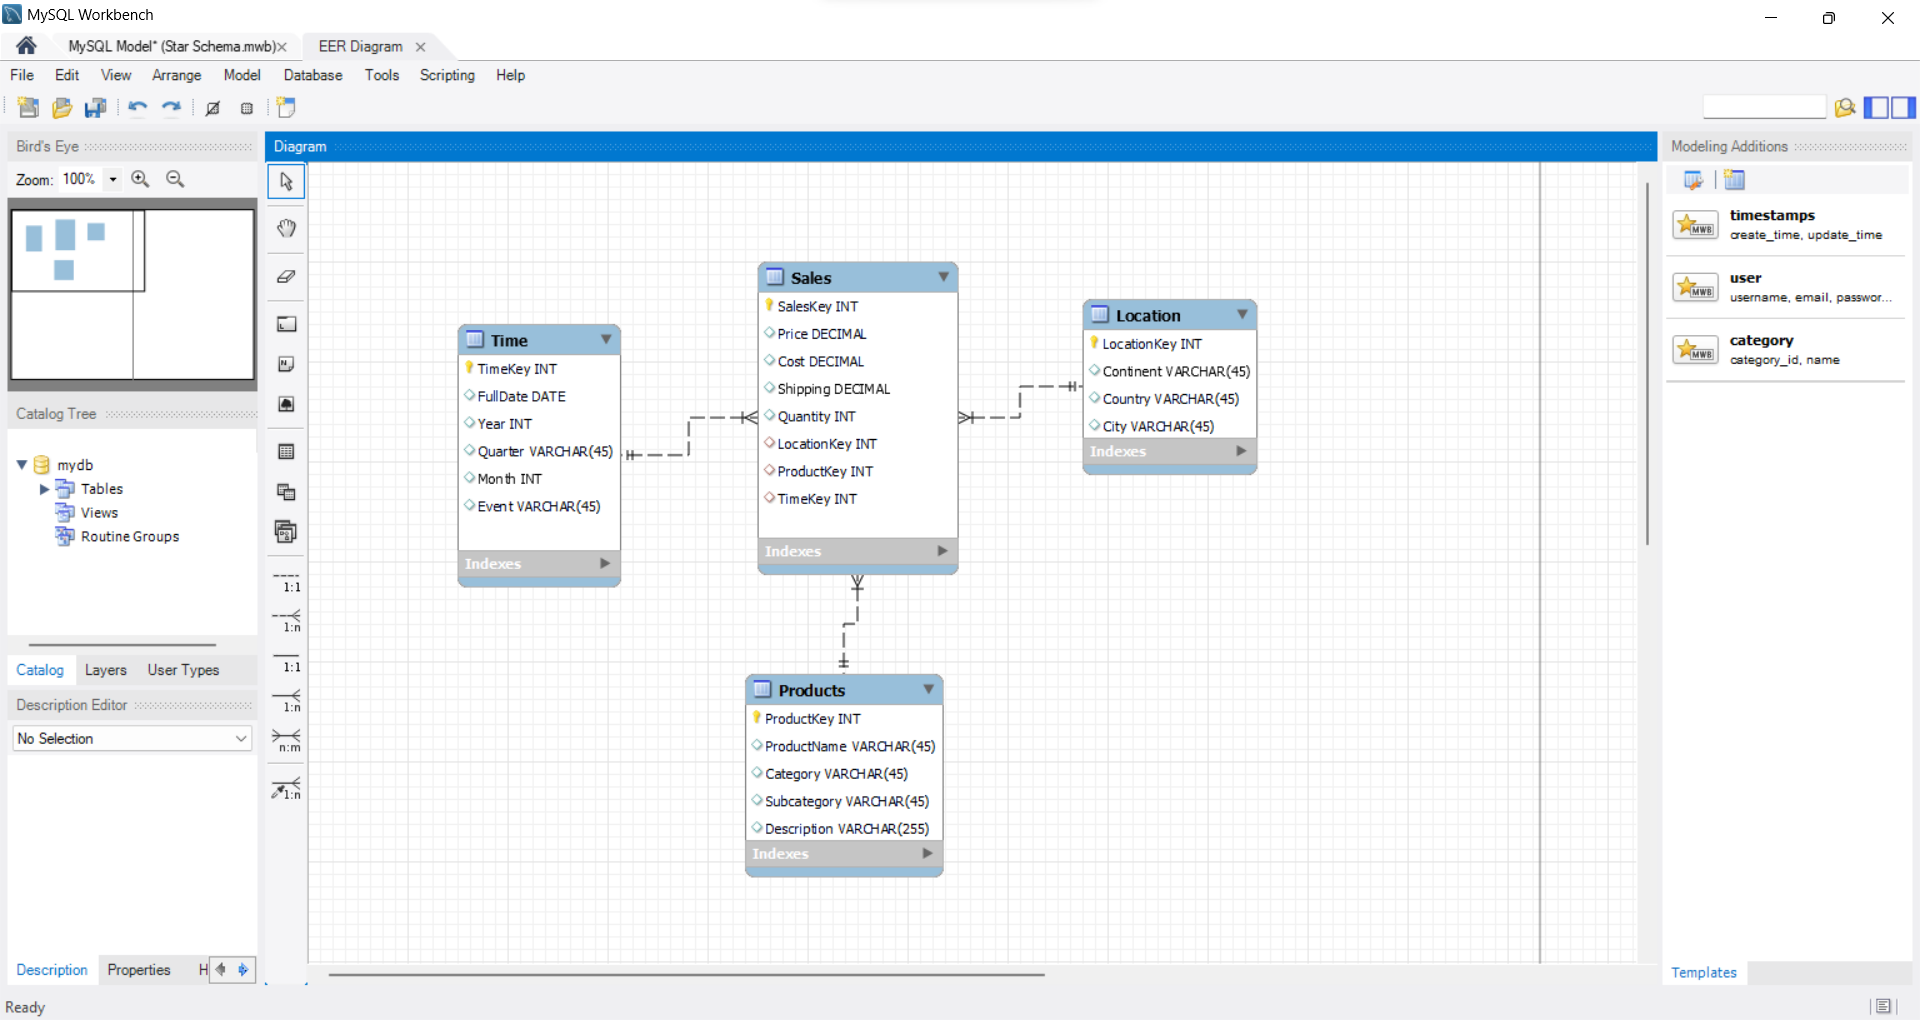 MySQL Workbench
MySQL Model* (Star Schema.mwb)
EER Diagram
File Edit View Arrange Model Database Tools Scripting Help
Bird's Eye
Diagram
Modeling Additions
Zoom: 100%
timestamps
create_time, update_time
user
username, email, passwor...
category
category_id, name
MWB
MWB
MWB
Catalog Tree
mydb
Tables
Views
Routine Groups
Catalog Layers User Types
Description Editor
No Selection
Description Properties H
1:1
1:n
1:1
1:n
n:m
1:n
Time
TimeKey INT
FullDate DATE
Year INT
Quarter VARCHAR(45)
Month INT
Event VARCHAR(45)
Indexes
Sales
SalesKey INT
Price DECIMAL
Cost DECIMAL
Shipping DECIMAL
Quantity INT
LocationKey INT
ProductKey INT
TimeKey INT
Indexes
Location
LocationKey INT
Continent VARCHAR(45)
Country VARCHAR(45)
City VARCHAR(45)
Indexes
Products
ProductKey INT
ProductName VARCHAR(45)
Category VARCHAR(45)
Subcategory VARCHAR(45)
Description VARCHAR(255)
Indexes
Templates
Ready